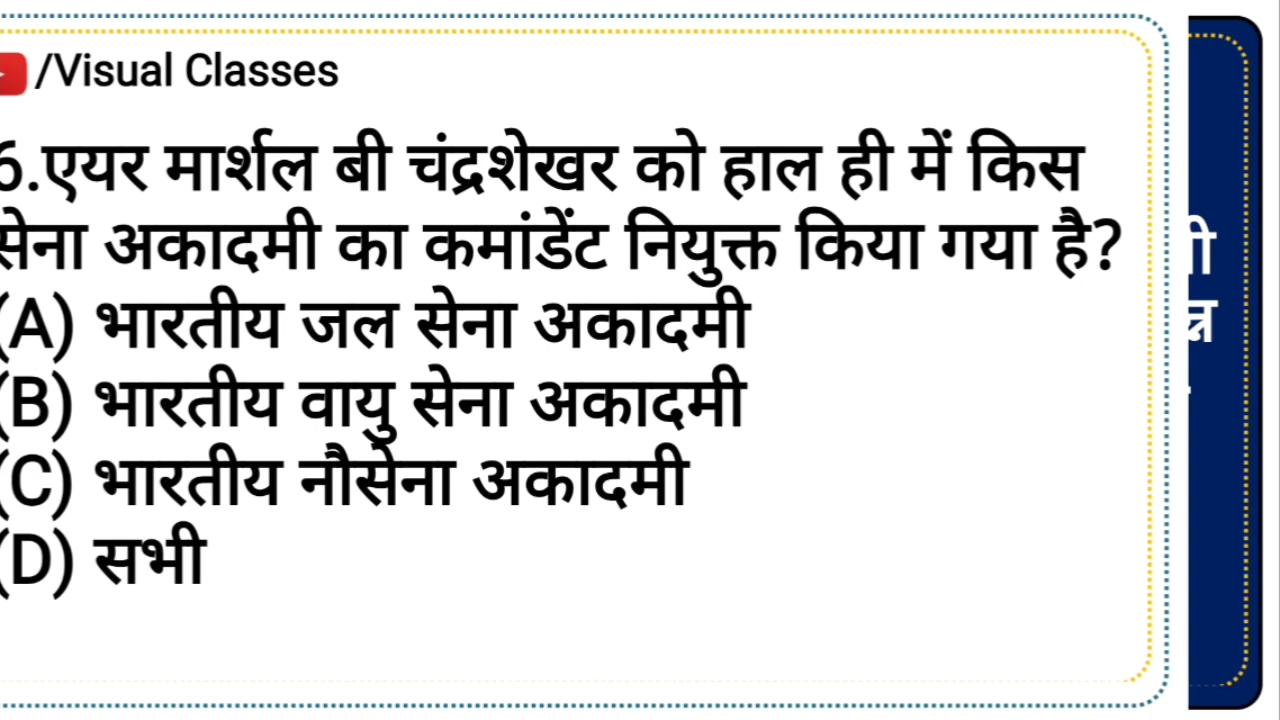 /Visual Classes
6.एयर मार्शल बी चंद्रशेखर को हाल ही में किस
सेना अकादमी का कमांडेंट नियुक्त किया गया है?
(A) भारतीय जल सेना अकादमी
(B) भारतीय वायु सेना अकादमी
(C) भारतीय नौसेना अकादमी
(D) सभी